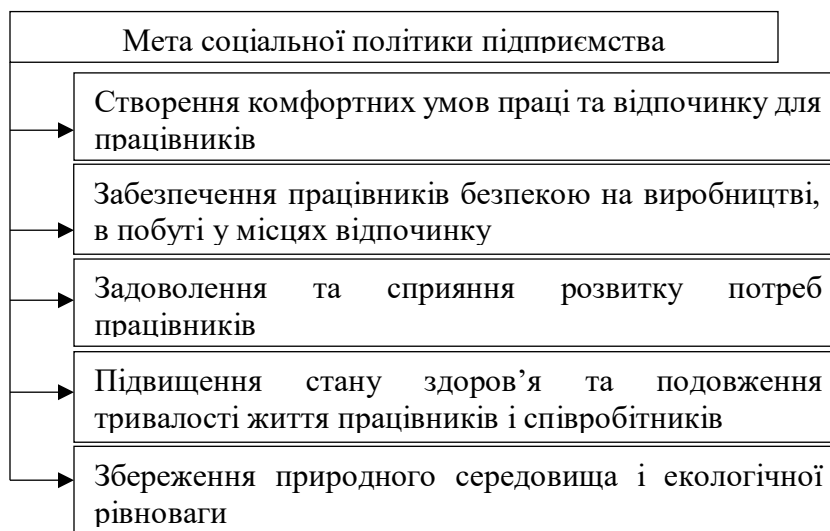 Мета соціальної політики підприємства
Створення комфортних умов праці та відпочинку для
працівників
Забезпечення працівників безпекою на виробництві,
в побуті у місцях відпочинку
Задоволення та сприяння розвитку потреб
працівників
Підвищення стану здоров’я та подовження
тривалості життя працівників і співробітників
Збереження природного середовища і екологічної
рівноваги